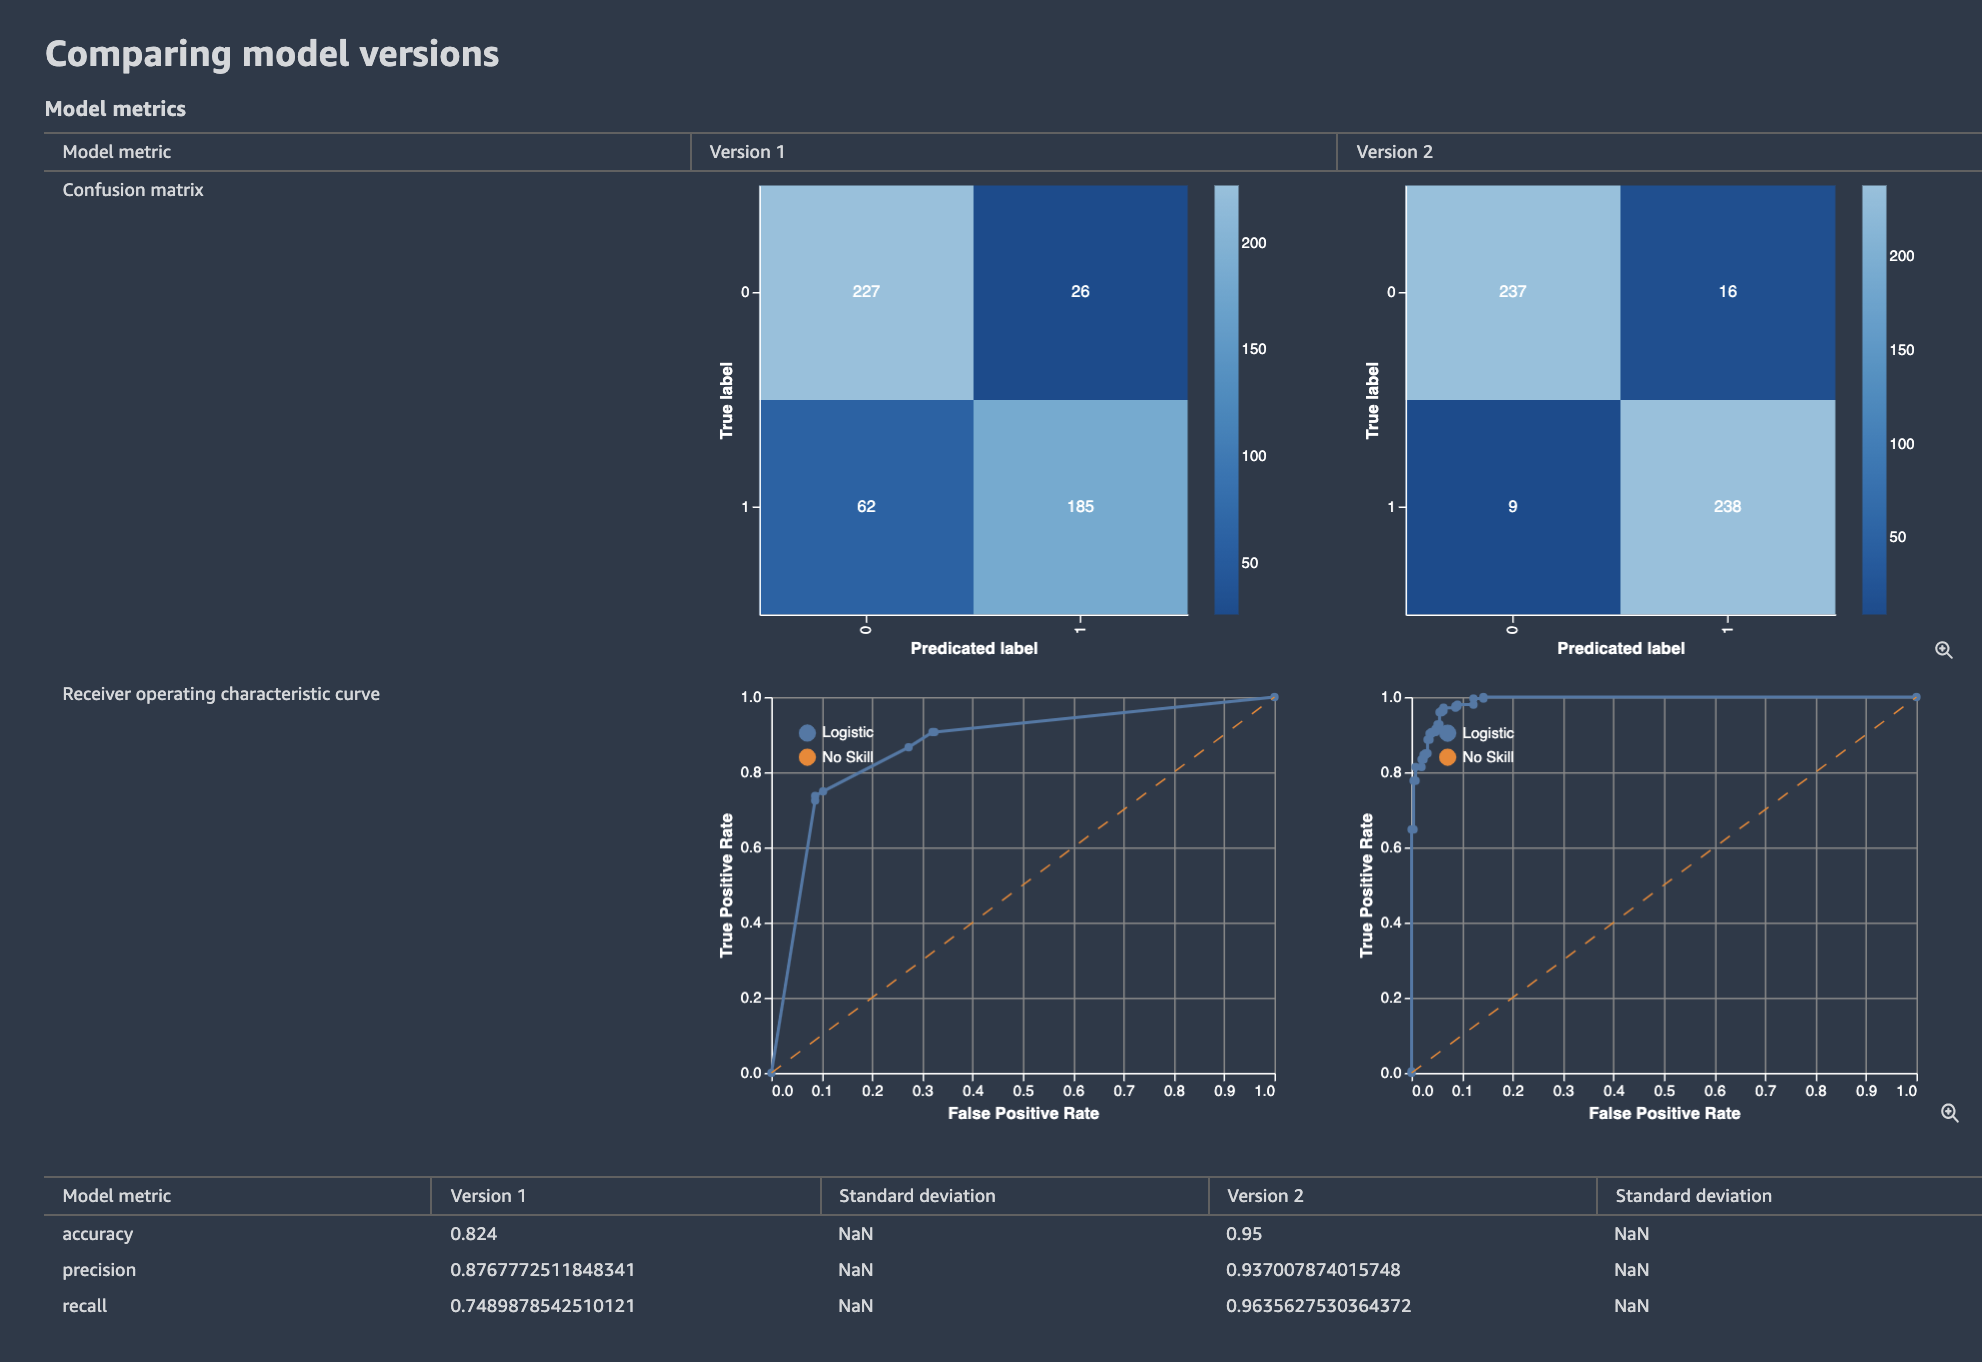 Comparing model versions
Model metrics
Model metric Version 1 Version 2
Confusion matrix
0 227 26 200
150
True label
100
1 62 185 50
0 1
Predicated label
0 237 16 200
150
True label
100
1 9 238 50
0 1
Predicated label
Receiver operating characteristic curve
1.0
Logistic
No Skill
0.8
0.6
True Positive Rate
0.4
0.2
0.0
0.0 0.1 0.2 0.3 0.4 0.5 0.6 0.7 0.8 0.9 1.0
False Positive Rate
1.0
Logistic
No Skill
0.8
0.6
True Positive Rate
0.4
0.2
0.0
0.0 0.1 0.2 0.3 0.4 0.5 0.6 0.7 0.8 0.9 1.0
False Positive Rate
Model metric Version 1 Standard deviation Version 2 Standard deviation
accuracy 0.824 NaN 0.95 NaN
precision 0.8767772511848341 NaN 0.937007874015748 NaN
recall 0.7489878542510121 NaN 0.9635627530364372 NaN